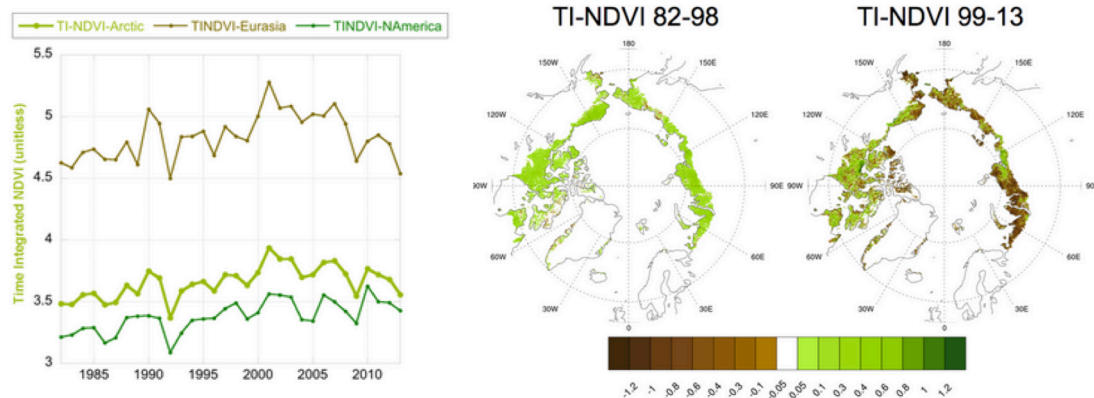 TI-NDVI-Arctic TINDVI-Eurasia TINDVI-NAmerica
5.5
5
4.5
4
3.5
3
Time Integrated NDVI (unitless)
1985 1990 1995 2000 2005 2010
TI-NDVI 82-98
180
150W 150E
120E
90W 90E
60W 60E
30E
0
TI-NDVI 99-13
180
150W 150E
120W 120E
90W 90E
60W 60E
30E
0
-1.2 -1 -0.8 -0.6 -0.4 -0.3 -0.1 -0.05 0.05 0.1 0.3 0.4 0.6 0.8 1 1.2